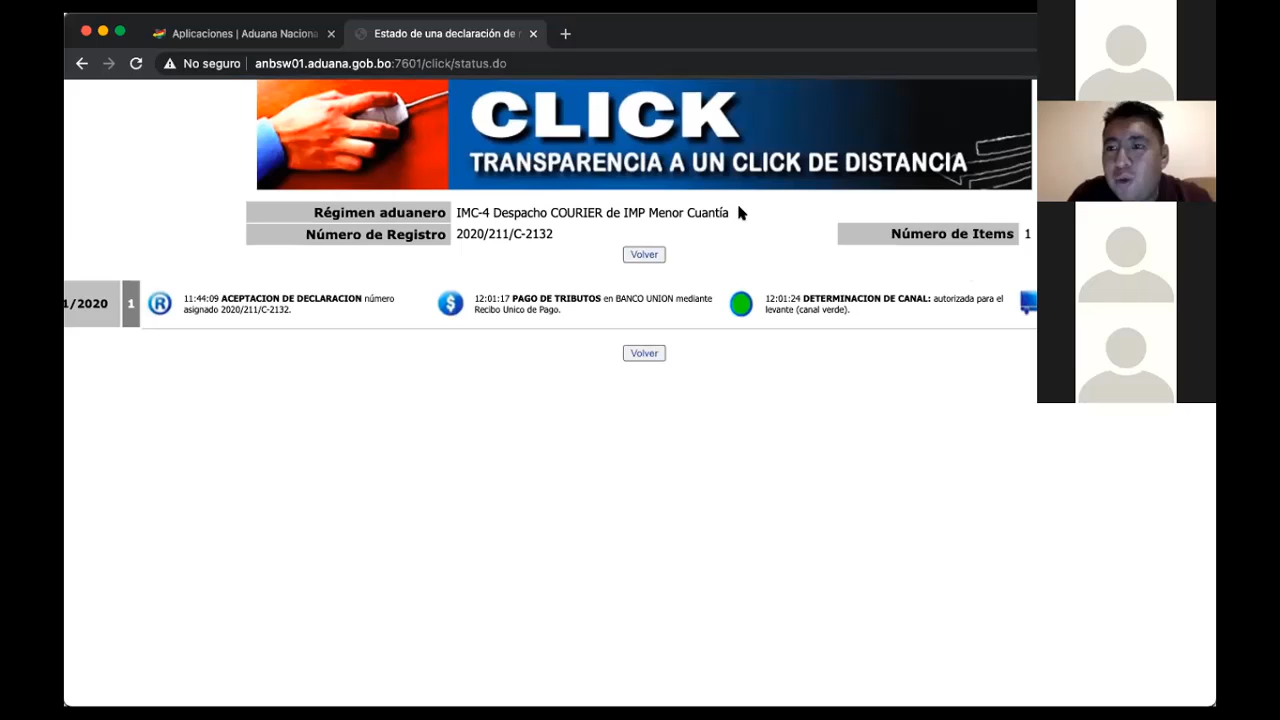 Aplicaciones | Aduana Naciona
Estado de una declaración de
No seguro
anbsw01.aduana.gob.bo:7601/click/status.do
CLICK
TRANSPARENCIA A UN CLICK DE DISTANCIA
Régimen aduanero IMC-4 Despacho COURIER de IMP Menor Cuantía
Número de Registro 2020/211/C-2132 Número de Items 1
Volver
1/2020 1
R 11:44:09 ACEPTACION DE DECLARACION número
asignado 2020/211/C-2132.
$ 12:01:17 PAGO DE TRIBUTOS en BANCO UNION mediante
Recibo Unico de Pago.
12:01:24 DETERMINACION DE CANAL: autorizada para el
levante (canal verde).
Volver